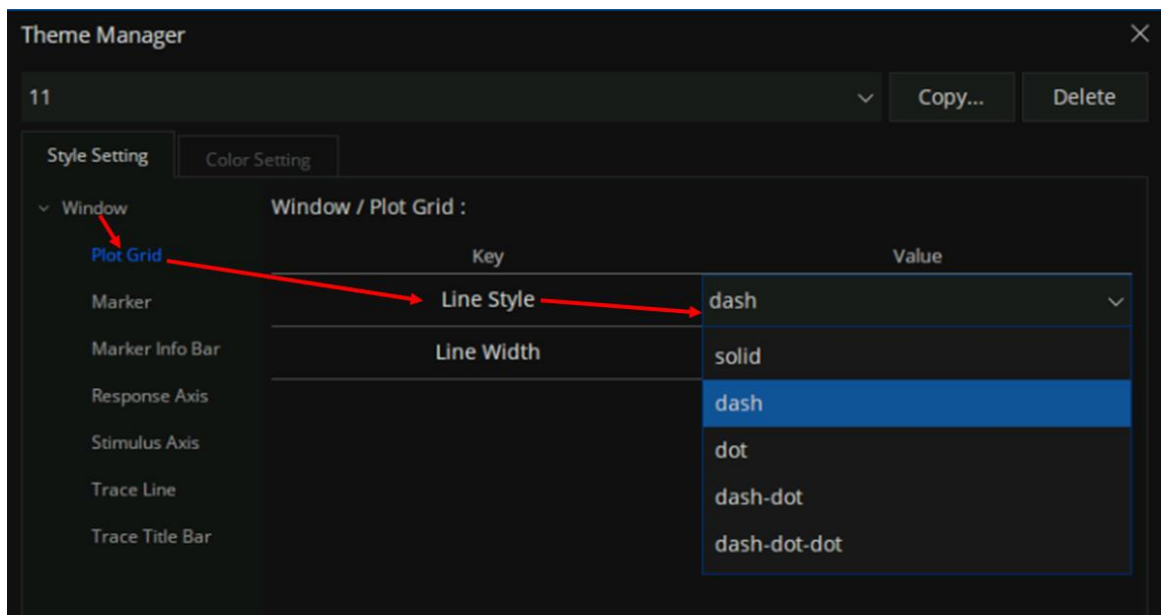 Theme Manager
11
Copy...
Delete
Style Setting
Color Setting
Window
Plot Grid
Marker
Marker Info Bar
Response Axis
Stimulus Axis
Trace Line
Trace Title Bar
Window / Plot Grid :
Key Value
Line Style dash
Line Width
solid
dash
dot
dash-dot
dash-dot-dot